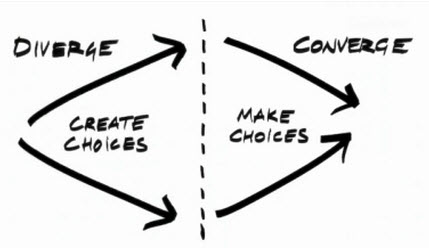 DIVERGE
CONVERGE
CREATE
CHOICES
MAKE
CHOICES